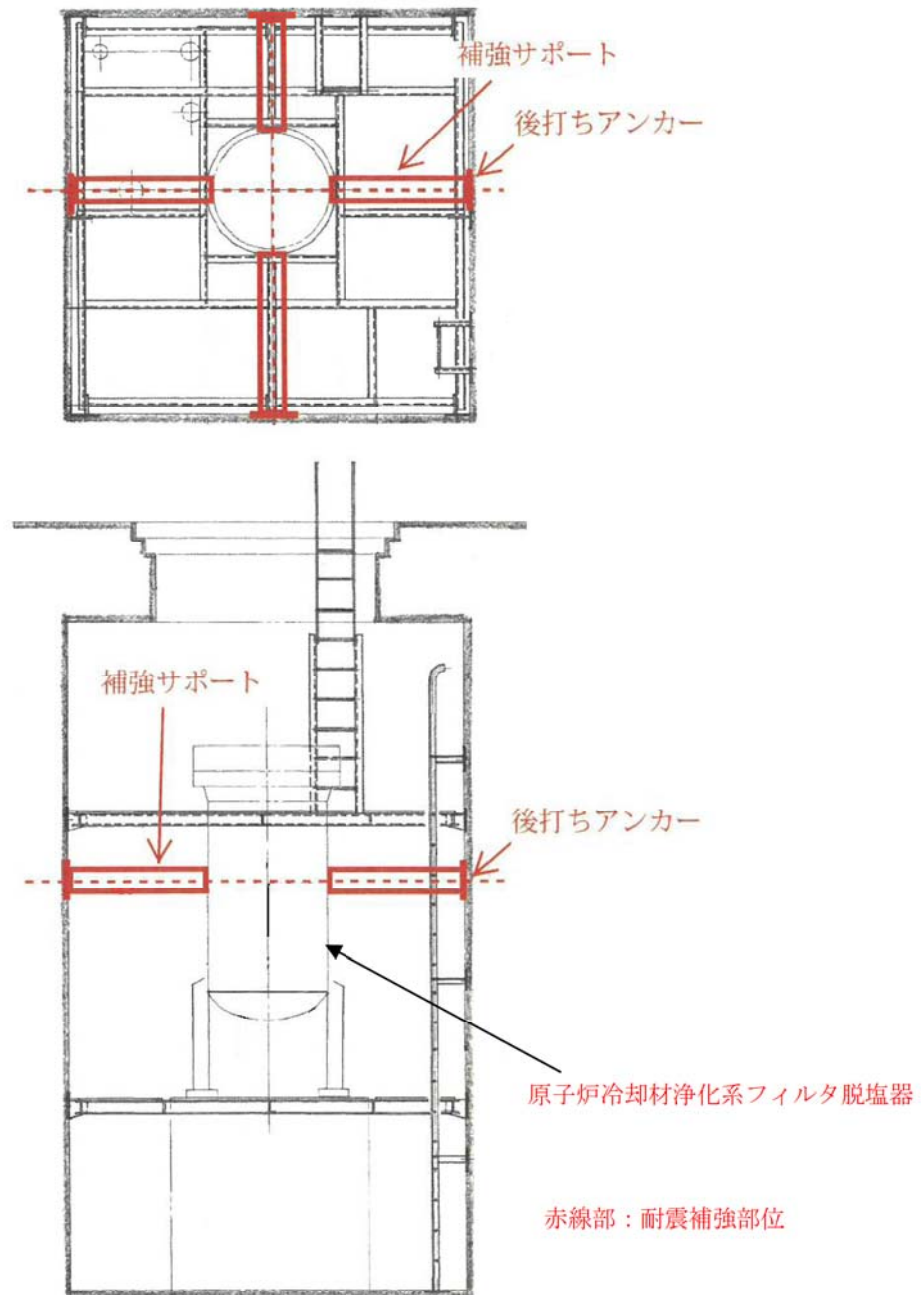 補強サポート
後打ちアンカー
補強サポート
後打ちアンカー
原子炉冷却材浄化系フィルタ脱塩器
赤線部：耐震補強部位